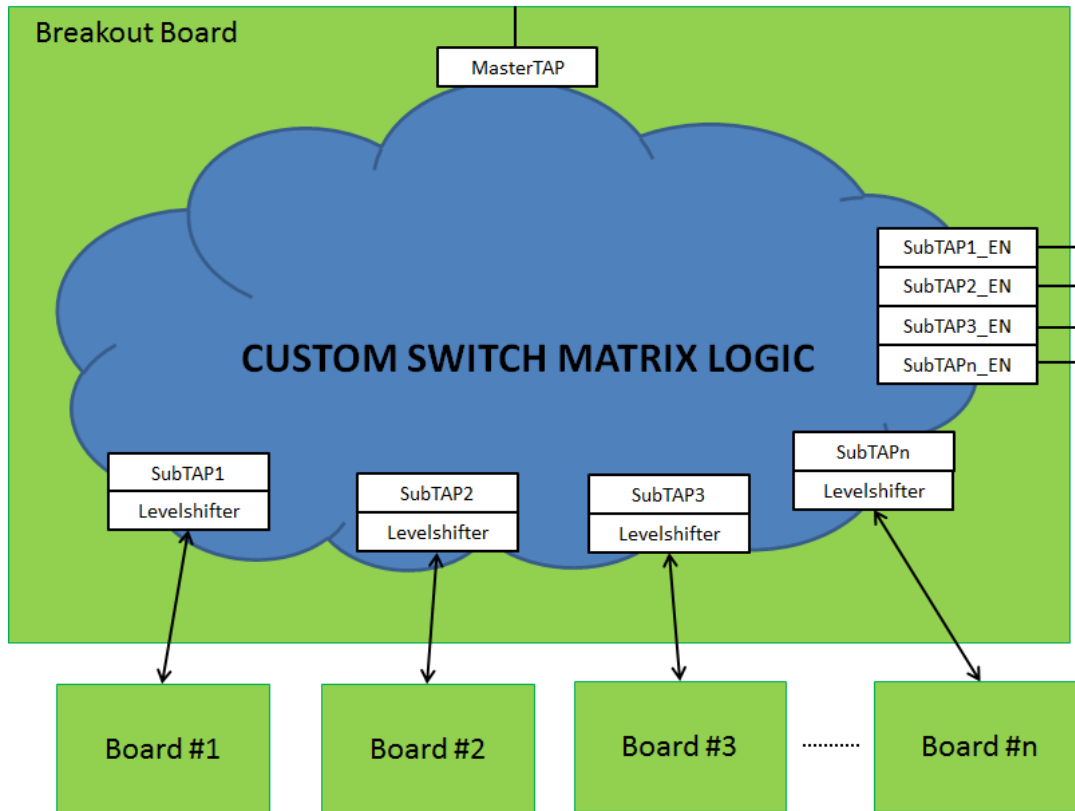 Breakout Board
MasterTAP
SubTAP1_EN
SubTAP2_EN
SubTAP3_EN
SubTAPn_EN
CUSTOM SWITCH MATRIX LOGIC
SubTAP1
Levelshifter
SubTAP2
Levelshifter
SubTAP3
Levelshifter
SubTAPn
Levelshifter
Board #1
Board #2
Board #3
.........
Board #n